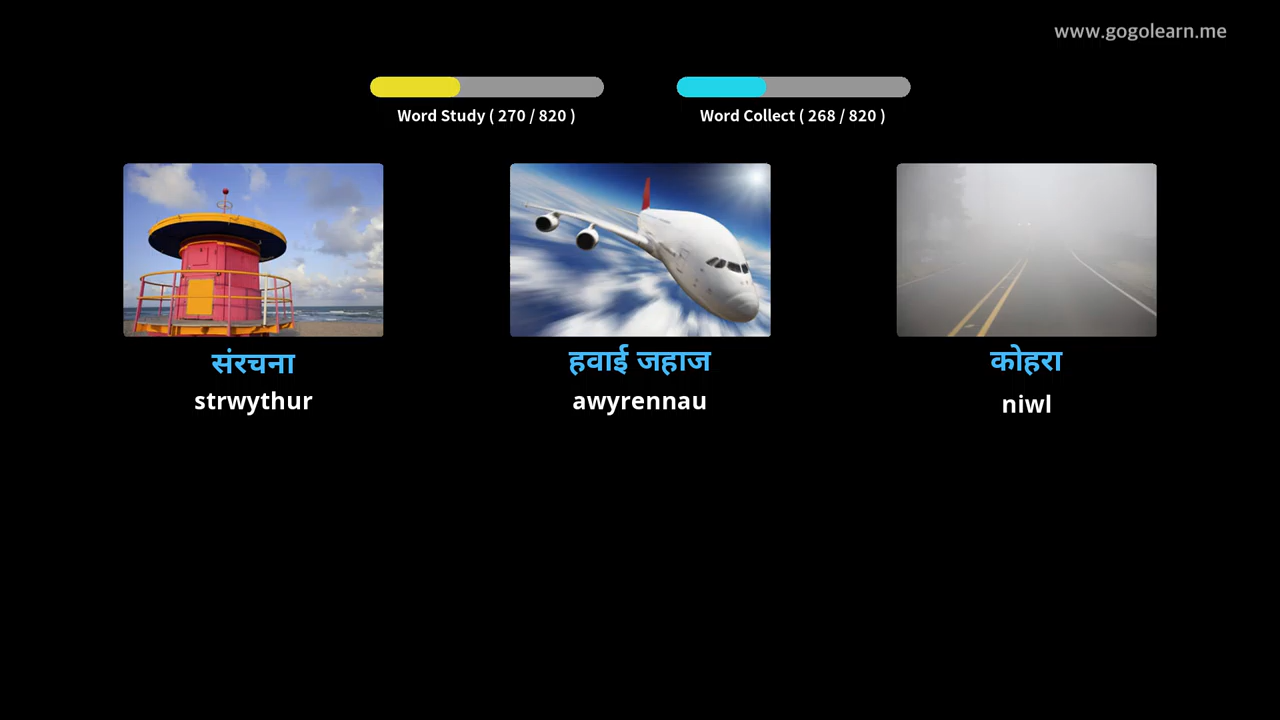 www.gogolearn.me
Word Study ( 270 / 820 )
Word Collect ( 268 / 820 )
संरचना
strwythur
हवाई जहाज
awyrennau
कोहरा
niwl